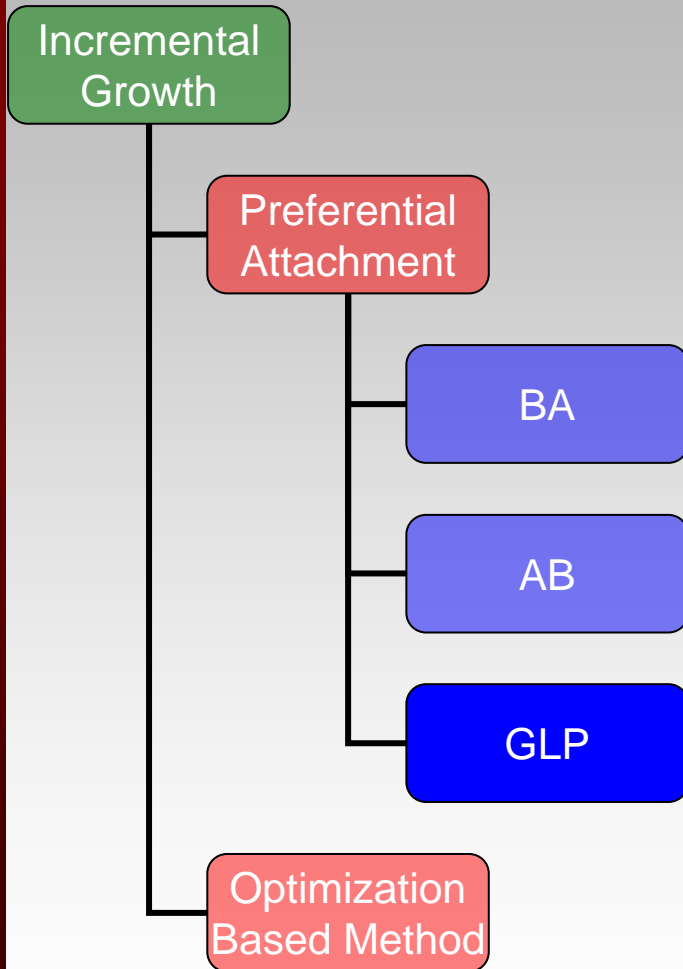 Incremental
Growth
Preferential
Attachment
BA
AB
GLP
Optimization
Based Method